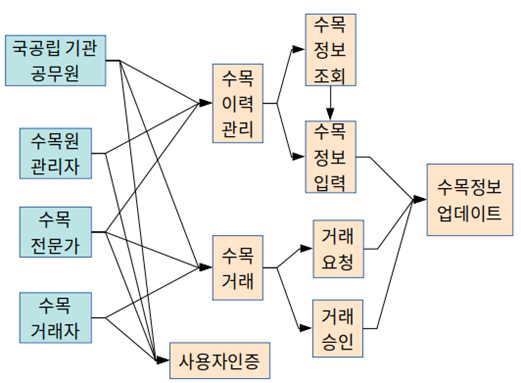 국공립 기관
공무원
수목원
관리자
수목
전문가
수목
거래자
수목
이력
관리
수목
거래
사용자인증
수목
정보
조회
수목
정보
입력
거래
요청
거래
승인
수목정보
업데이트